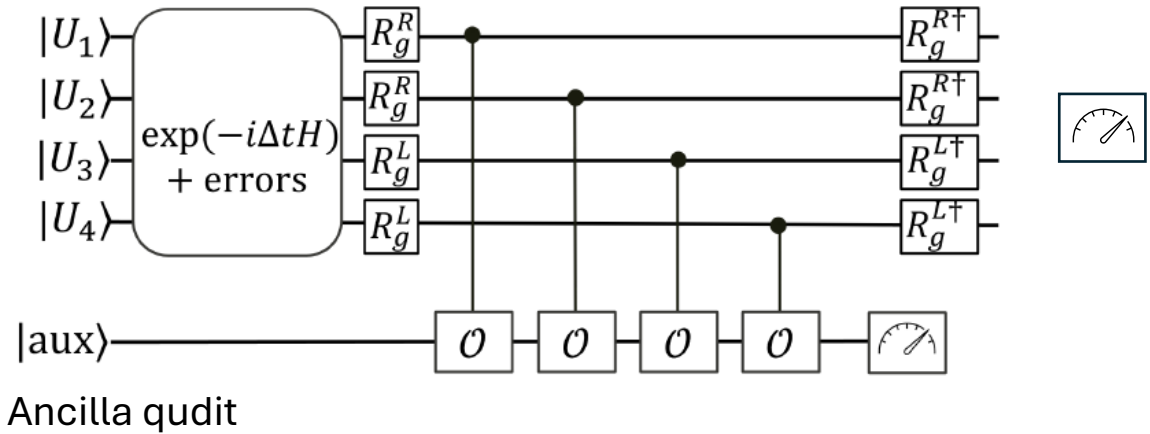 |U₁⟩ R_g^R R_g^{R†}
|U₂⟩ R_g^R R_g^{R†}
exp(−iΔtH)
+ errors
|U₃⟩ R_g^L R_g^{L†}
|U₄⟩ R_g^L R_g^{L†}
|aux⟩ 𝒪 𝒪 𝒪 𝒪
Ancilla qudit